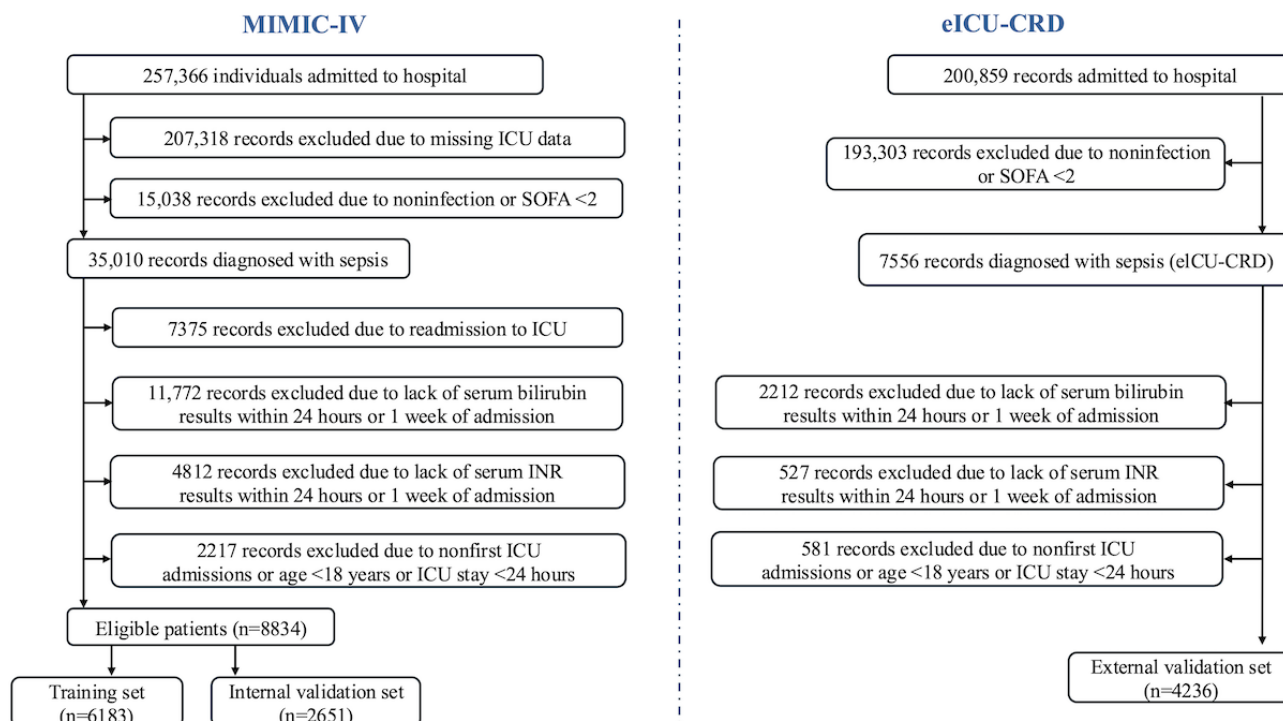 MIMIC-IV
257,366 individuals admitted to hospital
207,318 records excluded due to missing ICU data
15,038 records excluded due to noninfection or SOFA <2
35,010 records diagnosed with sepsis
7375 records excluded due to readmission to ICU
11,772 records excluded due to lack of serum bilirubin
results within 24 hours or 1 week of admission
4812 records excluded due to lack of serum INR
results within 24 hours or 1 week of admission
2217 records excluded due to nonfirst ICU
admissions or age <18 years or ICU stay <24 hours
Eligible patients (n=8834)
Training set
(n=6183)
Internal validation set
(n=2651)
eICU-CRD
200,859 records admitted to hospital
193,303 records excluded due to noninfection
or SOFA <2
7556 records diagnosed with sepsis (eICU-CRD)
2212 records excluded due to lack of serum bilirubin
results within 24 hours or 1 week of admission
527 records excluded due to lack of serum INR
results within 24 hours or 1 week of admission
581 records excluded due to nonfirst ICU
admissions or age <18 years or ICU stay <24 hours
External validation set
(n=4236)